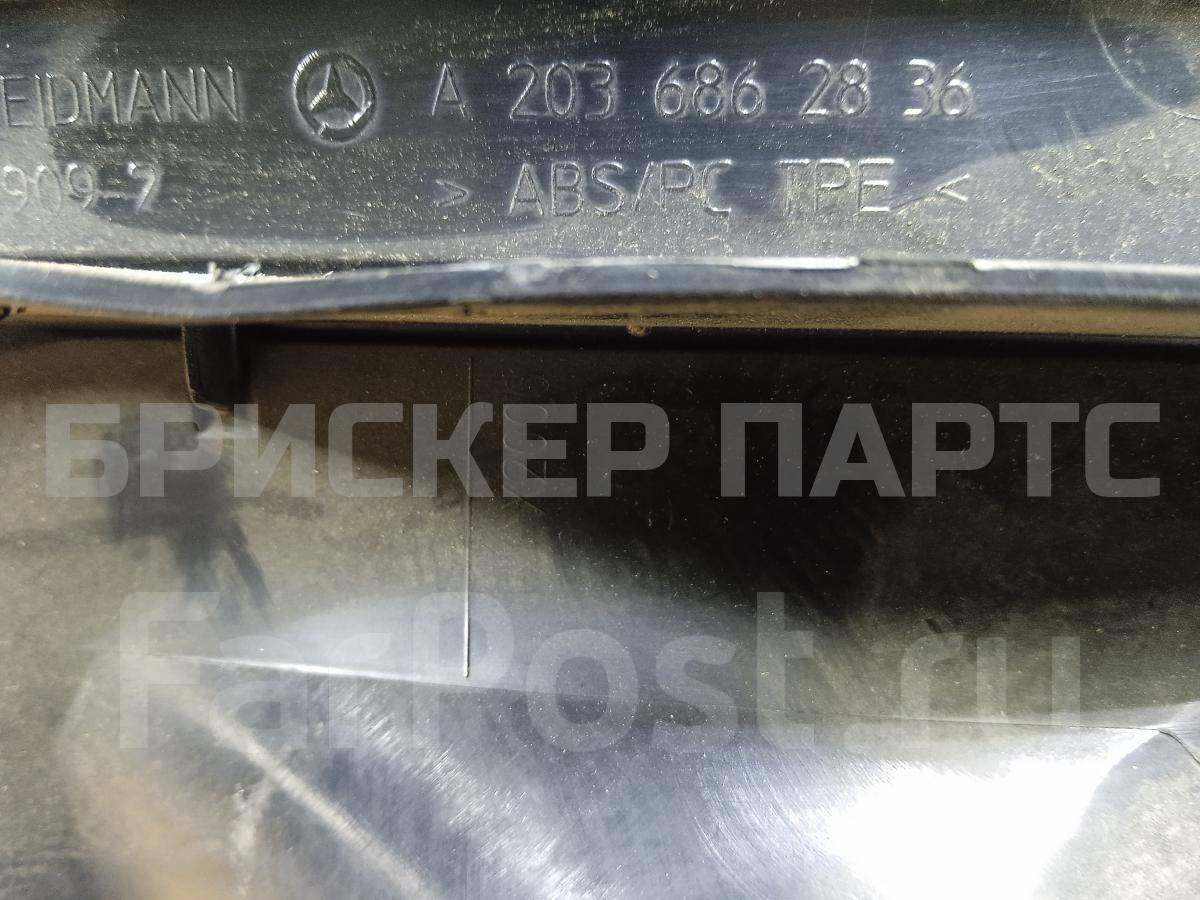 EIDMANN A 203 686 28 36
909-7 > ABS/PC TPE <
БРИСКЕР ПАРТС
FarPost.ru